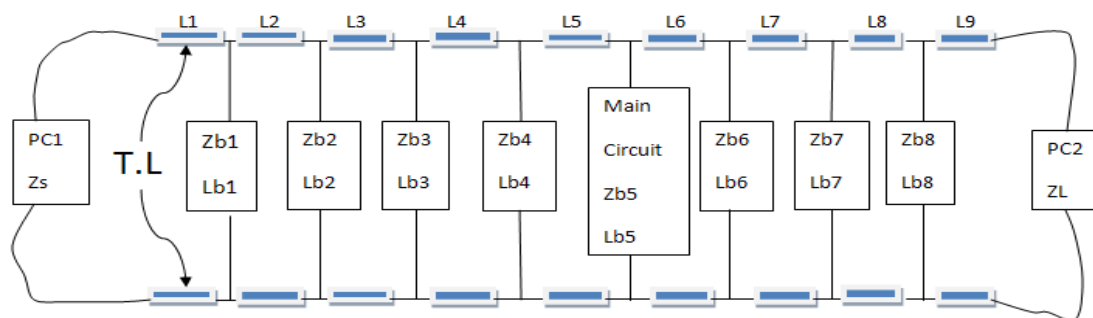 L1 L2 L3 L4 L5 L6 L7 L8 L9
PC1
Zs
T.L
Zb1
Lb1
Zb2
Lb2
Zb3
Lb3
Zb4
Lb4
Main
Circuit
Zb5
Lb5
Zb6
Lb6
Zb7
Lb7
Zb8
Lb8
PC2
ZL